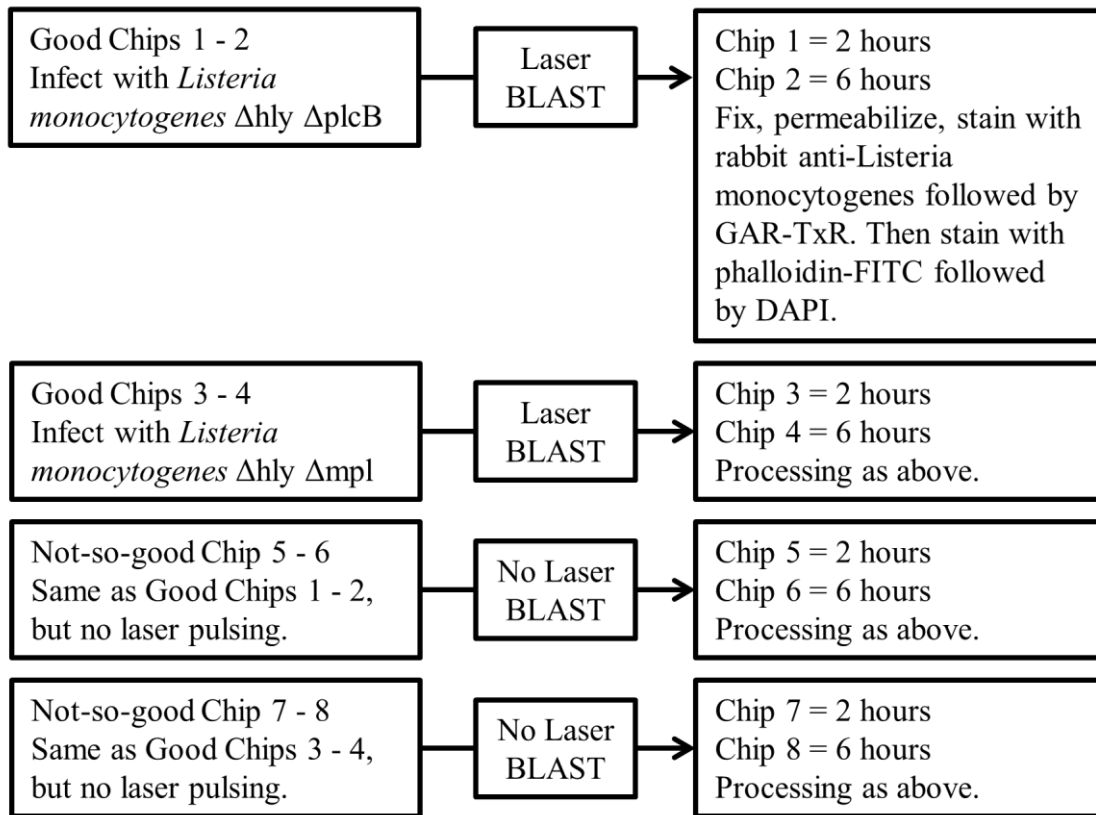 Good Chips 1 - 2
Infect with Listeria
monocytogenes Δhly ΔplcB
Laser
BLAST
Chip 1 = 2 hours
Chip 2 = 6 hours
Fix, permeabilize, stain with
rabbit anti-Listeria
monocytogenes followed by
GAR-TxR. Then stain with
phalloidin-FITC followed
by DAPI.
Good Chips 3 - 4
Infect with Listeria
monocytogenes Δhly Δmpl
Laser
BLAST
Chip 3 = 2 hours
Chip 4 = 6 hours
Processing as above.
Not-so-good Chip 5 - 6
Same as Good Chips 1 - 2,
but no laser pulsing.
No Laser
BLAST
Chip 5 = 2 hours
Chip 6 = 6 hours
Processing as above.
Not-so-good Chip 7 - 8
Same as Good Chips 3 - 4,
but no laser pulsing.
No Laser
BLAST
Chip 7 = 2 hours
Chip 8 = 6 hours
Processing as above.